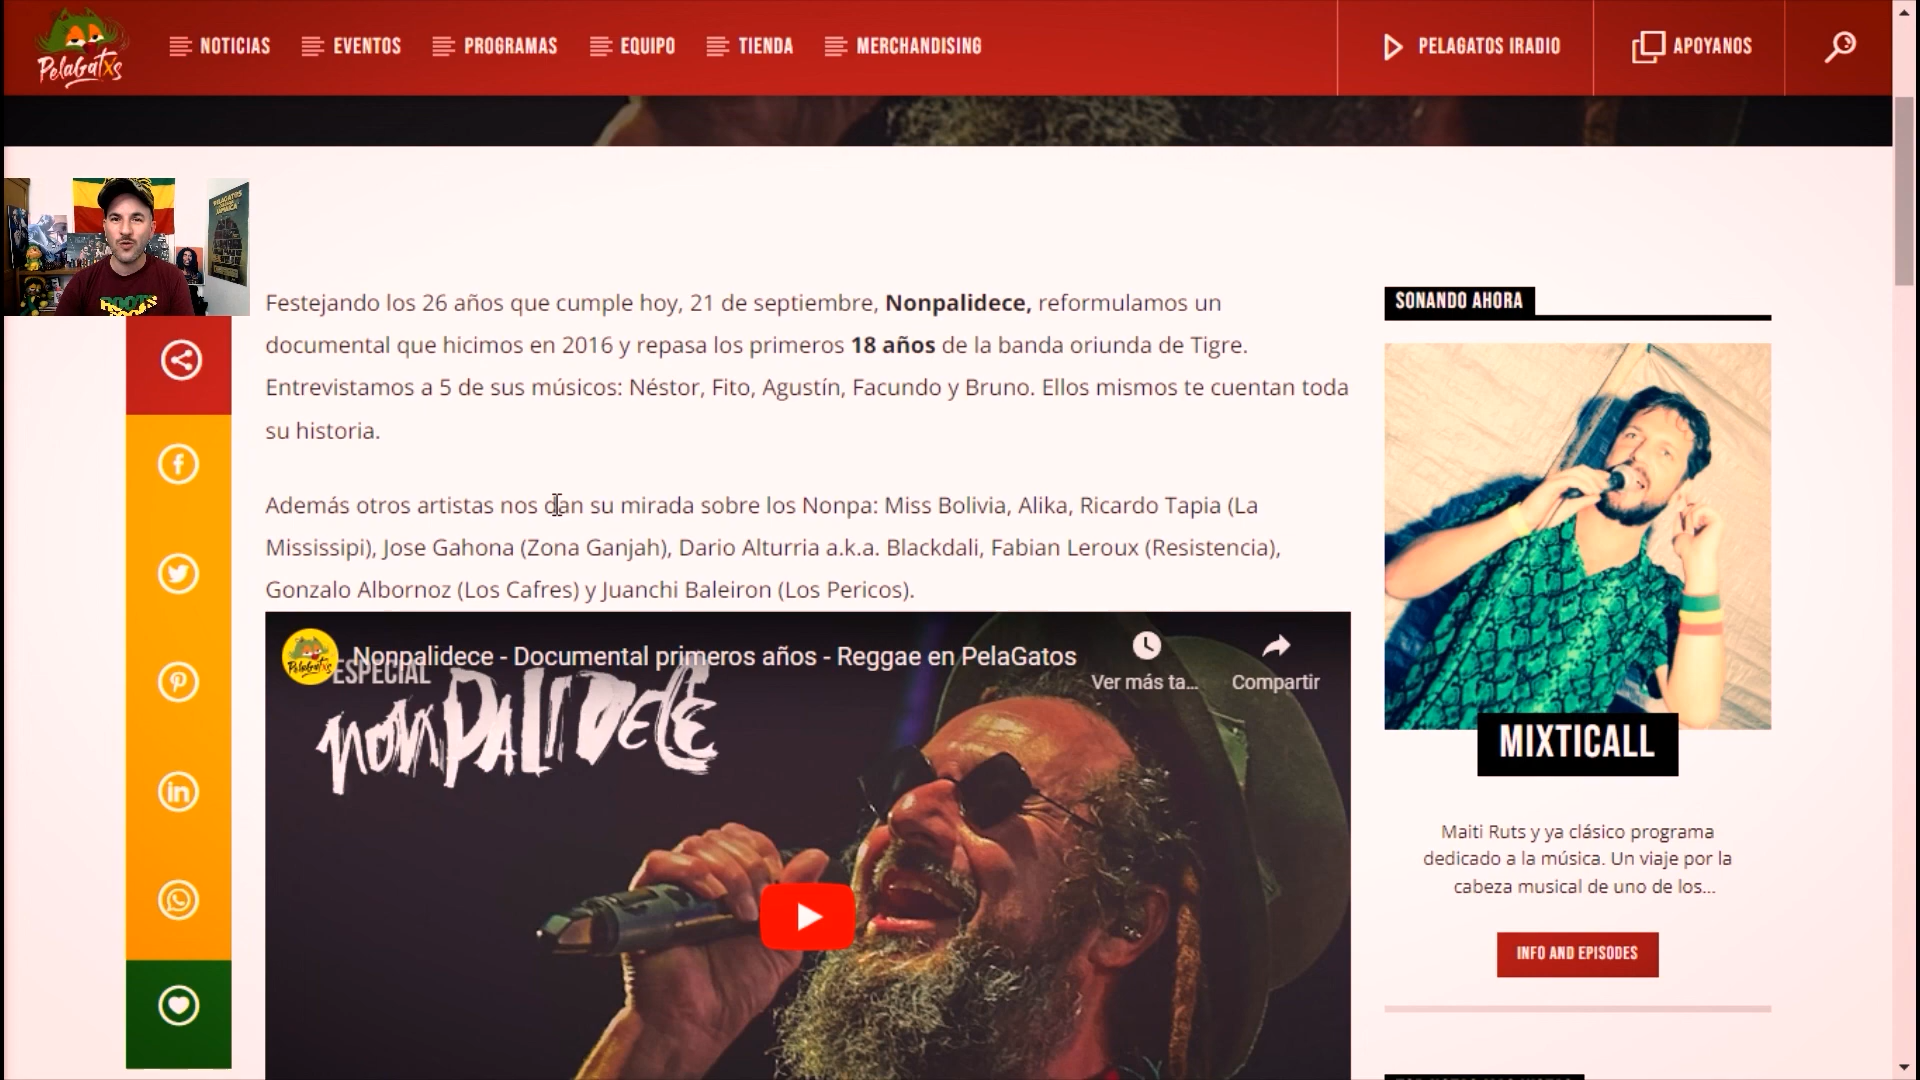 PelaGatxs
NOTICIAS
EVENTOS
PROGRAMAS
EQUIPO
TIENDA
MERCHANDISING
PELAGATOS IRADIO
APOYANOS
PELAGATOS
JAMAICA
ROOTS
Festejando los 26 años que cumple hoy, 21 de septiembre, Nonpalidece, reformulamos un
documental que hicimos en 2016 y repasa los primeros 18 años de la banda oriunda de Tigre.
Entrevistamos a 5 de sus músicos: Néstor, Fito, Agustín, Facundo y Bruno. Ellos mismos te cuentan toda
su historia.
Además otros artistas nos dan su mirada sobre los Nonpa: Miss Bolivia, Alika, Ricardo Tapia (La
Mississipi), Jose Gahona (Zona Ganjah), Dario Alturria a.k.a. Blackdali, Fabian Leroux (Resistencia),
Gonzalo Albornoz (Los Cafres) y Juanchi Baleiron (Los Pericos).
PelaGatxs
Nonpalidece - Documental primeros años - Reggae en PelaGatos
Ver más ta...
Compartir
ESPECIAL
NONPALIDECE
SONANDO AHORA
MIXTICALL
Maiti Ruts y ya clásico programa
dedicado a la música. Un viaje por la
cabeza musical de uno de los...
INFO AND EPISODES